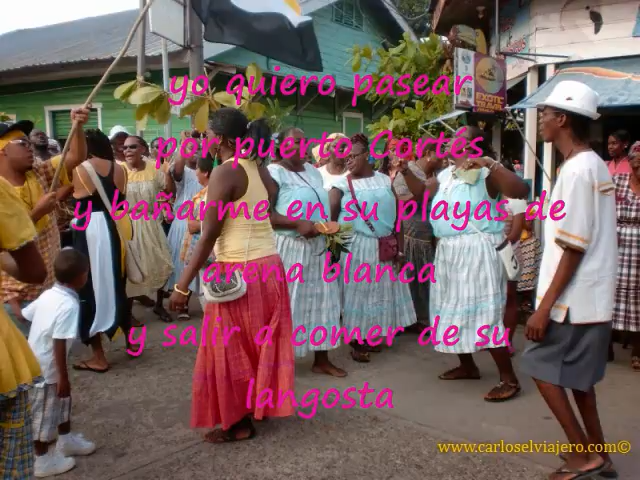 yo quiero pasear
por puerto Cortés
y bañarme en su playas de
arena blanca
y salir a comer de su
langosta
EXOTIC
www.carloselviajero.com©